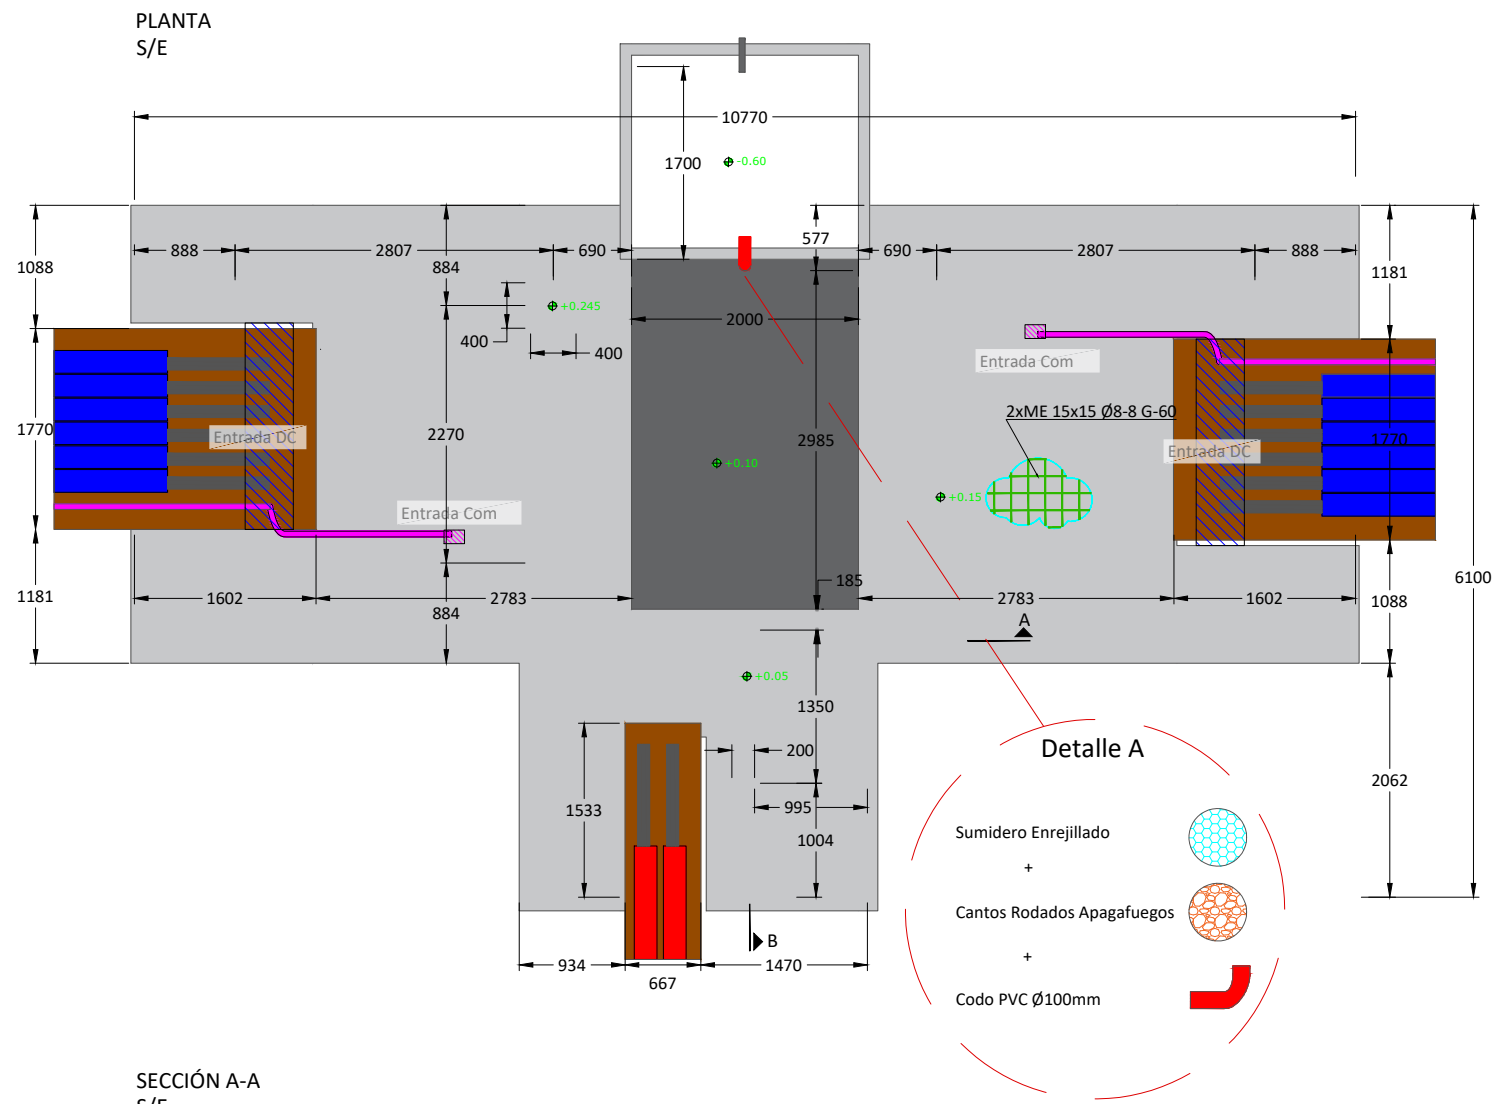 PLANTA
S/E
10770
1700
-0.60
577
888
2807
690
690
2807
888
884
1088
1181
+0.245
2000
400
400
Entrada Com
2xME 15x15 Ø8-8 G-60
1770
Entrada DC
2270
2985
1770
Entrada DC
+0.10
+0.15
Entrada Com
185
6100
1181
1602
2783
884
2783
1602
1088
A
+0.05
1350
Detalle A
200
2062
1533
995
1004
Sumidero Enrejillado
+
Cantos Rodados Apagafuegos
B
+
934
667
1470
Codo PVC Ø100mm
SECCIÓN A-A
S/E